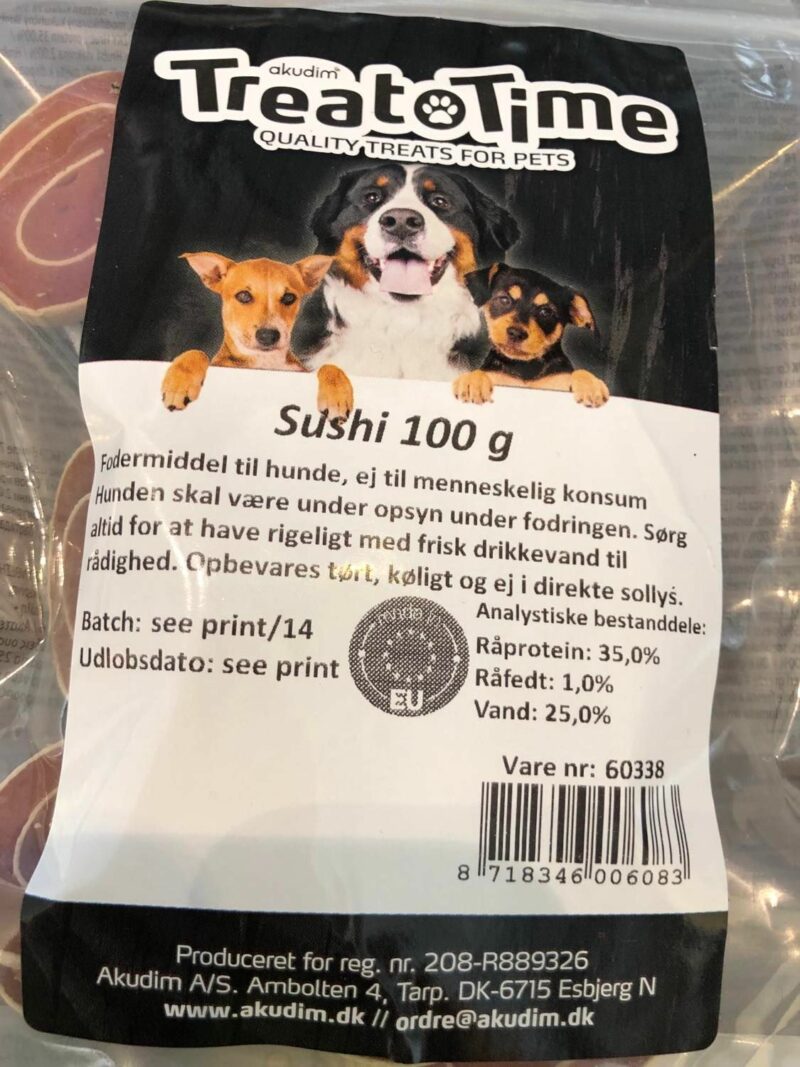 akudim
TreatoTime
QUALITY TREATS FOR PETS
Sushi 100 g
Fodermiddel til hunde, ej til menneskelig konsum
Hunden skal være under opsyn under fodringen. Sørg
altid for at have rigeligt med frisk drikkevand til
rådighed. Opbevares tørt, køligt og ej i direkte sollys.
Batch: see print/14
Udlobsdato: see print
EU
Analystiske bestanddele:
Råprotein: 35,0%
Råfedt: 1,0%
Vand: 25,0%
Vare nr: 60338
8 718346 006083
Produceret for reg. nr. 208-R889326
Akudim A/S. Ambolten 4, Tarp. DK-6715 Esbjerg N
www.akudim.dk // ordre@akudim.dk